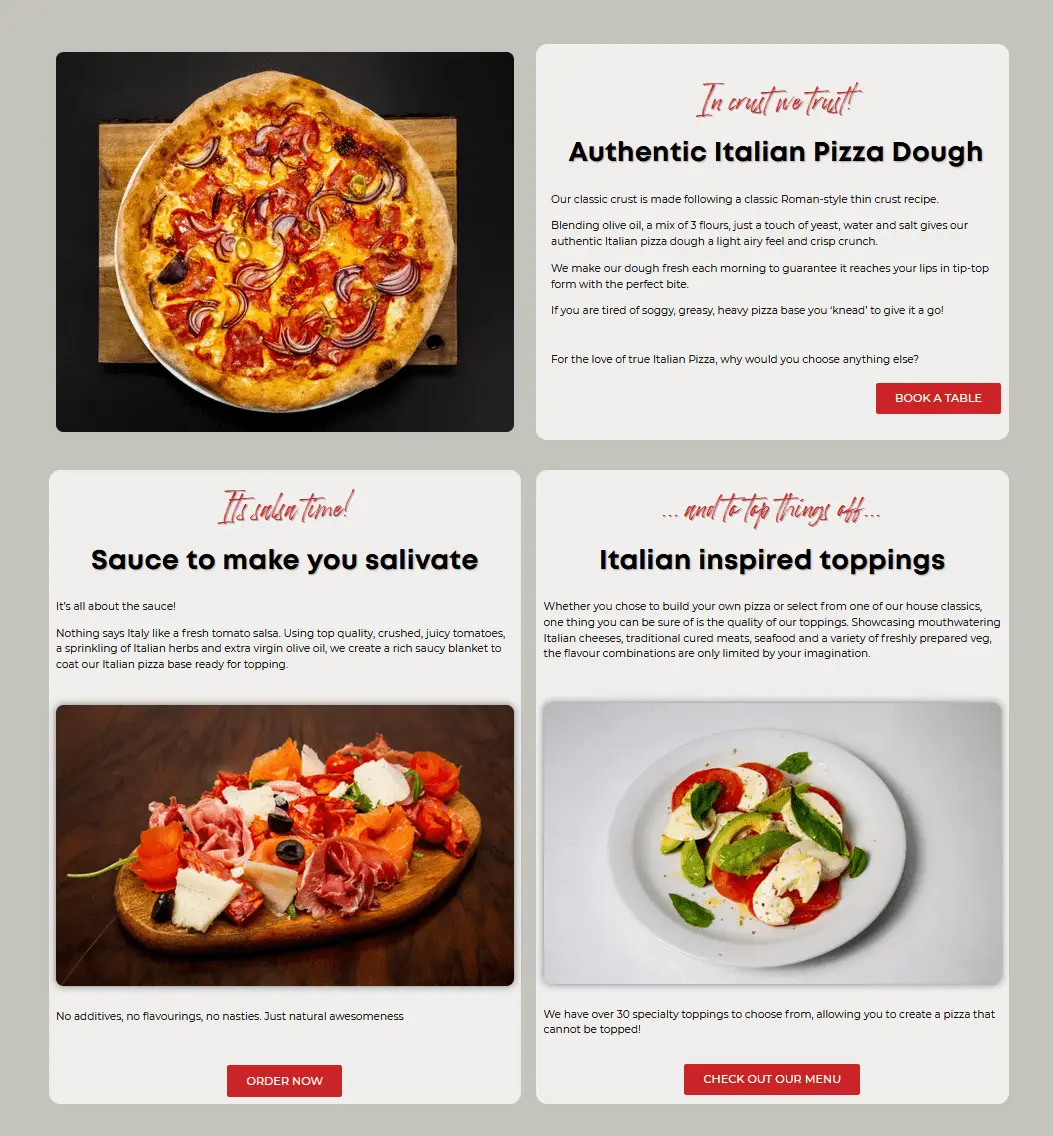 In crust we trust!
Authentic Italian Pizza Dough
Our classic crust is made following a classic Roman-style thin crust recipe.
Blending olive oil, a mix of 3 flours, just a touch of yeast, water and salt gives our
authentic Italian pizza dough a light airy feel and crisp crunch.
We make our dough fresh each morning to guarantee it reaches your lips in tip-top
form with the perfect bite.
If you are tired of soggy, greasy, heavy pizza base you ‘knead’ to give it a go!
For the love of true Italian Pizza, why would you choose anything else?
BOOK A TABLE
Its salsa time!
Sauce to make you salivate
It’s all about the sauce!
Nothing says Italy like a fresh tomato salsa. Using top quality, crushed, juicy tomatoes,
a sprinkling of Italian herbs and extra virgin olive oil, we create a rich saucy blanket to
coat our Italian pizza base ready for topping.
No additives, no flavourings, no nasties. Just natural awesomeness
ORDER NOW
... and to top things off ...
Italian inspired toppings
Whether you chose to build your own pizza or select from one of our house classics,
one thing you can be sure of is the quality of our toppings. Showcasing mouthwatering
Italian cheeses, traditional cured meats, seafood and a variety of freshly prepared veg,
the flavour combinations are only limited by your imagination.
We have over 30 specialty toppings to choose from, allowing you to create a pizza that
cannot be topped!
CHECK OUT OUR MENU